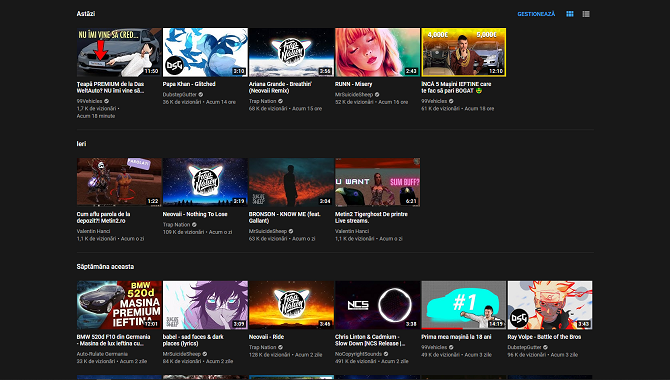 Astăzi
GESTIONEAZĂ
NU ÎMI VINE SĂ CRED...
11:50
DSG
3:10
Trap Nation
3:56
2:43
4,000€ 5,000€
12:10
Țeapă PREMIUM de la Das
WeltAuto? NU îmi vine să...
99Vehicles
1,7 K de vizionări •
Acum 18 minute
Papa Khan - Glitched
DubstepGutter
36 K de vizionări • Acum 14 ore
Ariana Grande - Breathin'
(Neovaii Remix)
Trap Nation
68 K de vizionări • Acum 15 ore
RUNN - Misery
MrSuicideSheep
52 K de vizionări • Acum 16 ore
ÎNCĂ 5 Mașini IEFTINE care
te fac să pari BOGAT
99Vehicles
61 K de vizionări • Acum 18 ore
Ieri
1:22
Trap Nation
3:19
3:04
U WANT SUM BUFF?
6:21
Cum aflu parola de la
depozit?! Metin2.ro
Valentin Hanci
1,1 K de vizionări • Acum o zi
Neovaii - Nothing To Lose
Trap Nation
109 K de vizionări • Acum o zi
BRONSON - KNOW ME (feat.
Gallant)
MrSuicideSheep
63 K de vizionări • Acum o zi
Metin2 Tigerghost De printre
Live streams.
Valentin Hanci
1,1 K de vizionări • Acum o zi
Săptămâna aceasta
BMW
520d
MASINA
PREMIUM
IEFTINA
12:01
3:09
Trap Nation
3:46
NCS
3:38
#1
14:19
DSG
3:43
BMW 520d F10 din Germania
- Masina de lux ieftina cu...
Auto-Rulate Germania
33 K de vizionări • Acum 2 zile
babel - sad faces & dark
places (lyrics)
MrSuicideSheep
84 K de vizionări • Acum 2 zile
Neovaii - Ride
Trap Nation
128 K de vizionări • Acum 2 zile
Chris Linton & Cadmium -
Slow Down [NCS Release |...
NoCopyrightSounds
491 K de vizionări • Acum 2 zile
Prima mea mașină la 18 ani
99Vehicles
49 K de vizionări • Acum 3 zile
Ray Volpe - Battle of the Bros
DubstepGutter
96 K de vizionări • Acum 3 zile